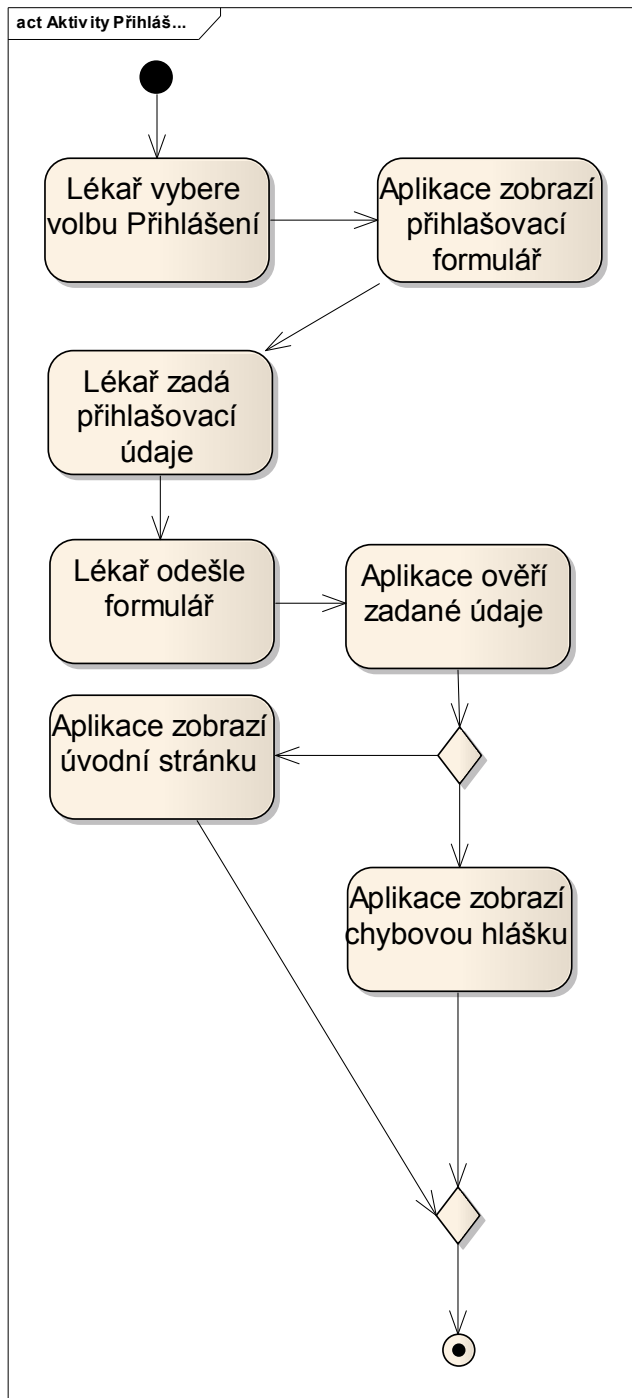 act Aktivity Přihláš...
Lékař vybere
volbu Přihlášení
Aplikace zobrazí
přihlašovací
formulář
Lékař zadá
přihlašovací
údaje
Lékař odešle
formulář
Aplikace ověří
zadané údaje
Aplikace zobrazí
úvodní stránku
Aplikace zobrazí
chybovou hlášku